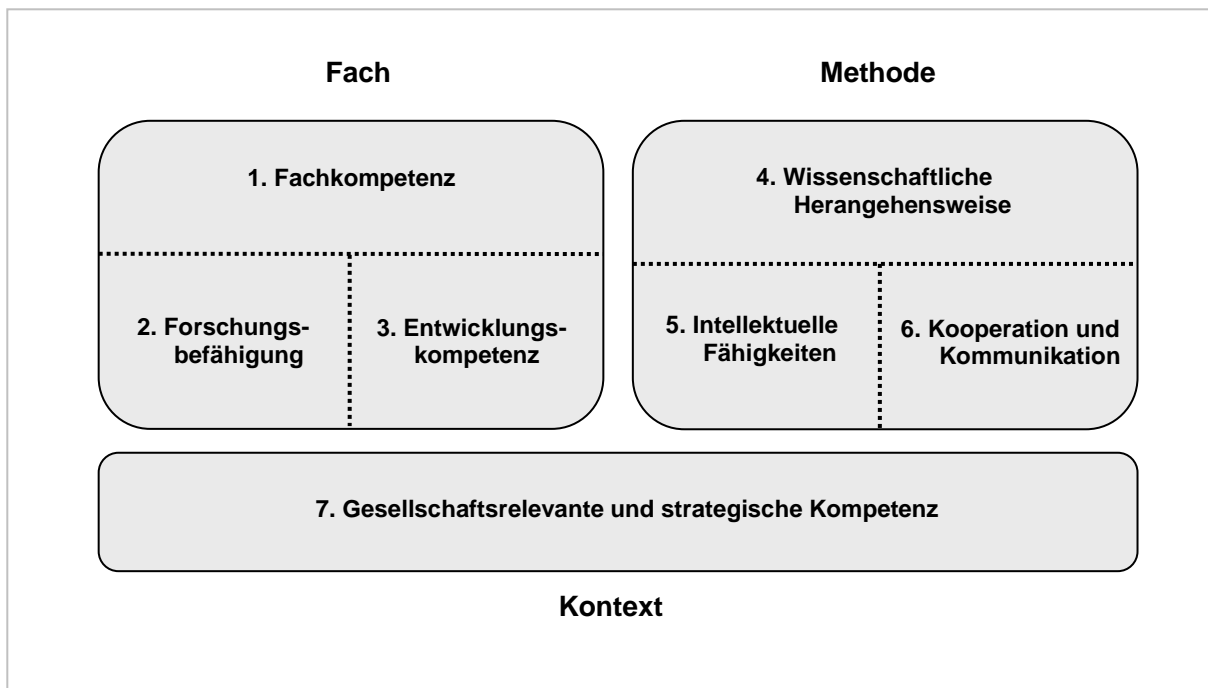 Fach
Methode
1. Fachkompetenz
2. Forschungs-
befähigung
3. Entwicklungs-
kompetenz
4. Wissenschaftliche
Herangehensweise
5. Intellektuelle
Fähigkeiten
6. Kooperation und
Kommunikation
7. Gesellschaftsrelevante und strategische Kompetenz
Kontext